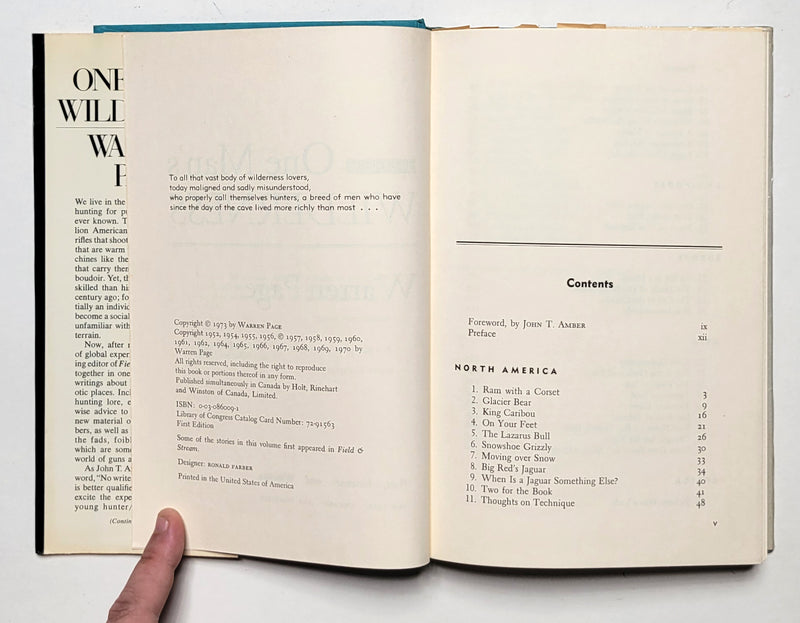 ONE
WILD
WA
P
We live in the
hunting for p
ever known. T
lion American
rifles that shoot
that are warm
chines like the
that carry them
boudoir. Yet, th
skilled than his
century ago; fo
tially an individ
become a social
unfamiliar with
terrain.
Now, after
of global exper
ing editor of Fie
together in one
writings about
otic places. Incl
hunting lore, e
wise advice to
new material o
bers, as well as
the fads, foibl
which are some
world of guns a
As John T. A
word, "No write
is better qualifie
excite the expe
young hunter/
(Contin
To all that vast body of wilderness lovers,
today maligned and sadly misunderstood,
who properly call themselves hunters, a breed of men who have
since the day of the cave lived more richly than most . . .
Copyright © 1973 by WARREN PAGE
Copyright 1952, 1954, 1955, 1956, © 1957, 1958, 1959, 1960,
1961, 1962, 1964, 1965, 1966, 1967, 1968, 1969, 1970 by
Warren Page
All rights reserved, including the right to reproduce
this book or portions thereof in any form.
Published simultaneously in Canada by Holt, Rinehart
and Winston of Canada, Limited.
ISBN: 0-03-086009-1
Library of Congress Catalog Card Number: 72-91563
First Edition
Some of the stories in this volume first appeared in Field &
Stream.
Designer: RONALD FARBER
Printed in the United States of America
Contents
Foreword, by JOHN T. AMBER ix
Preface xii
NORTH AMERICA
1. Ram with a Corset 3
2. Glacier Bear 9
3. King Caribou 16
4. On Your Feet 21
5. The Lazarus Bull 26
6. Snowshoe Grizzly 30
7. Moving over Snow 33
8. Big Red's Jaguar 34
9. When Is a Jaguar Something Else? 40
10. Two for the Book 41
11. Thoughts on Technique 48
v